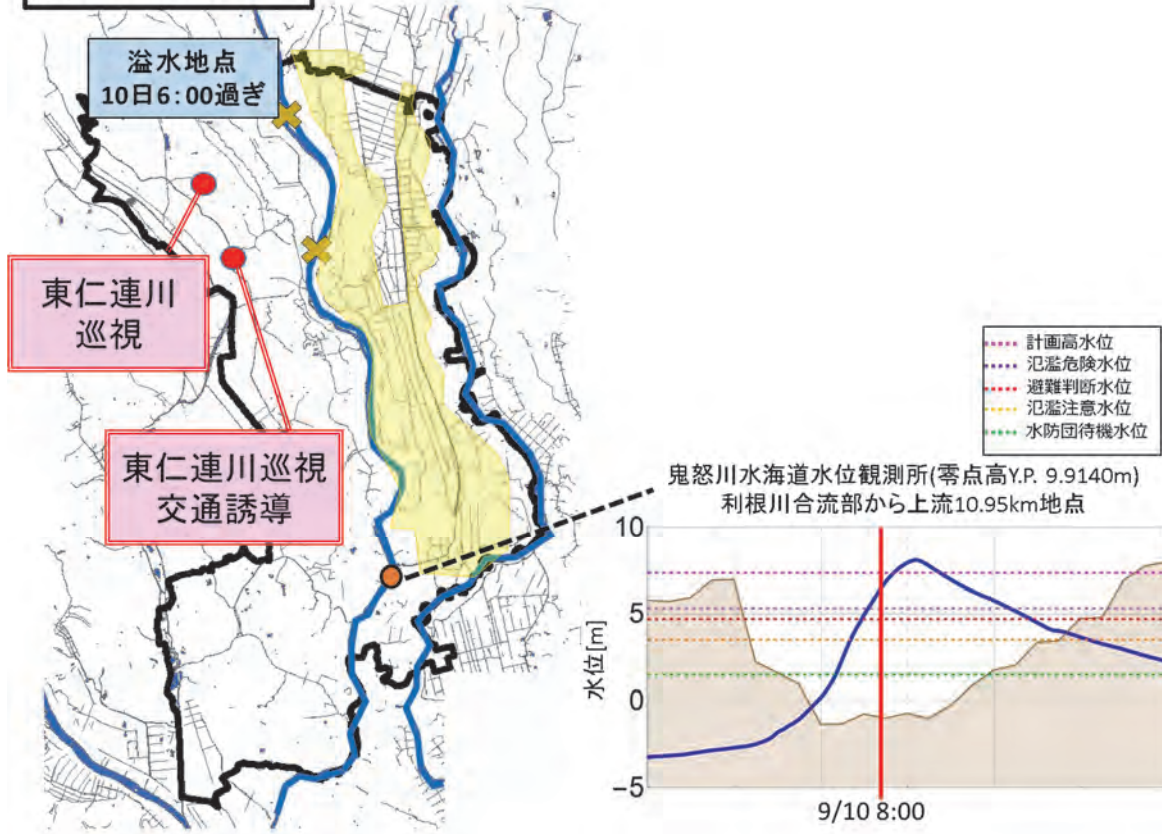 溢水地点
10日6:00過ぎ
東仁連川
巡視
東仁連川巡視
交通誘導
計画高水位
氾濫危険水位
避難判断水位
氾濫注意水位
水防団待機水位
鬼怒川水海道水位観測所(零点高Y.P. 9.9140m)
利根川合流部から上流10.95km地点
水位[m]
10
5
0
−5
9/10 8:00